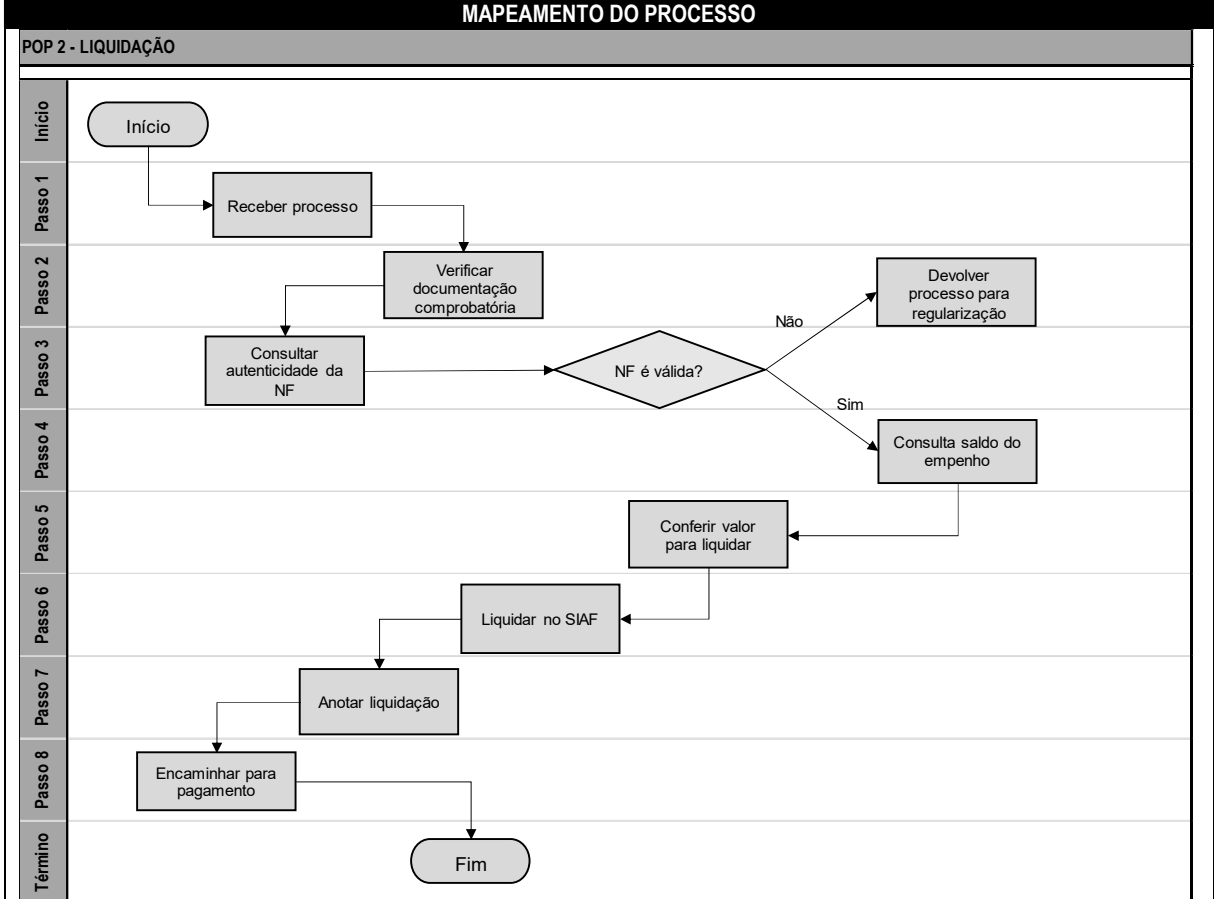 MAPEAMENTO DO PROCESSO
POP 2 - LIQUIDAÇÃO
Início
Início
Passo 1
Receber processo
Passo 2
Verificar
documentação
comprobatória
Devolver
processo para
regularização
Não
Passo 3
Consultar
autenticidade da
NF
NF é válida?
Sim
Passo 4
Consulta saldo do
empenho
Passo 5
Conferir valor
para liquidar
Passo 6
Liquidar no SIAF
Passo 7
Anotar liquidação
Passo 8
Encaminhar para
pagamento
Término
Fim